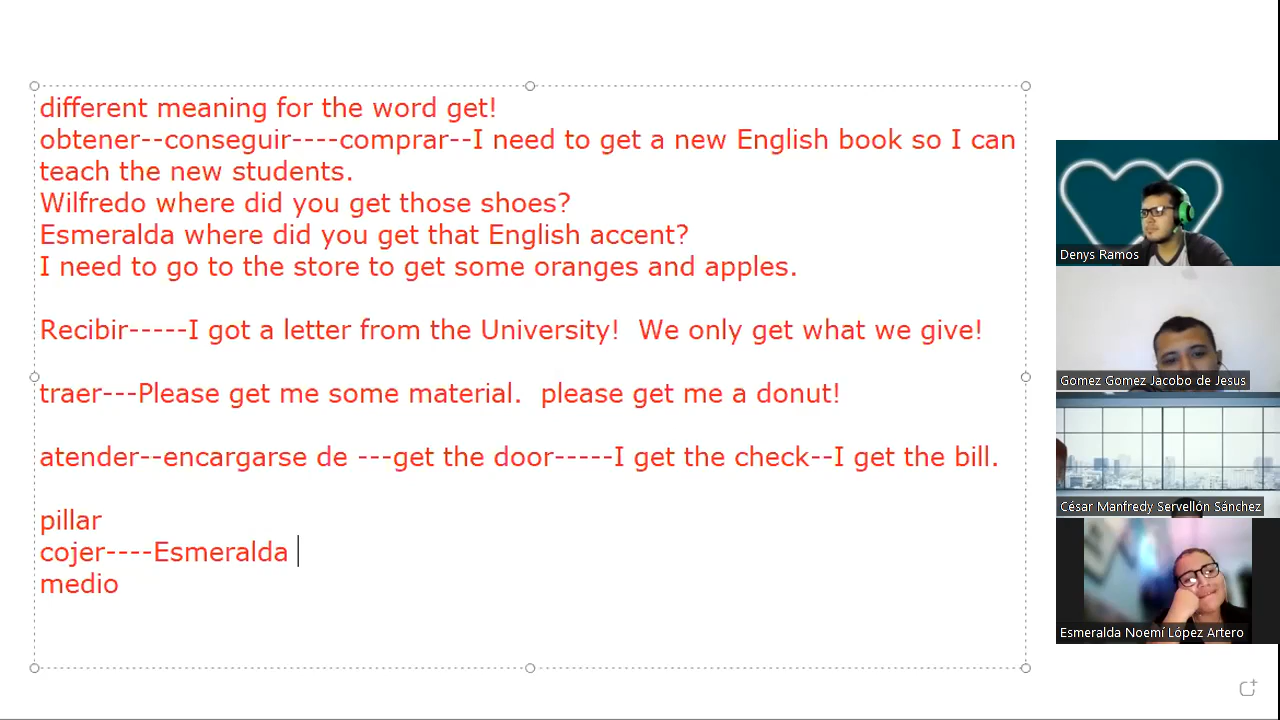 different meaning for the word get!
obtener--conseguir----comprar--I need to get a new English book so I can
teach the new students.
Wilfredo where did you get those shoes?
Esmeralda where did you get that English accent?
I need to go to the store to get some oranges and apples.
Recibir-----I got a letter from the University!  We only get what we give!
traer---Please get me some material.  please get me a donut!
atender--encargarse de ---get the door-----I get the check--I get the bill.
pillar
cojer----Esmeralda
medio
Denys Ramos
Gomez Gomez Jacobo de Jesus
César Manfredy Servellón Sánchez
Esmeralda Noemí López Artero